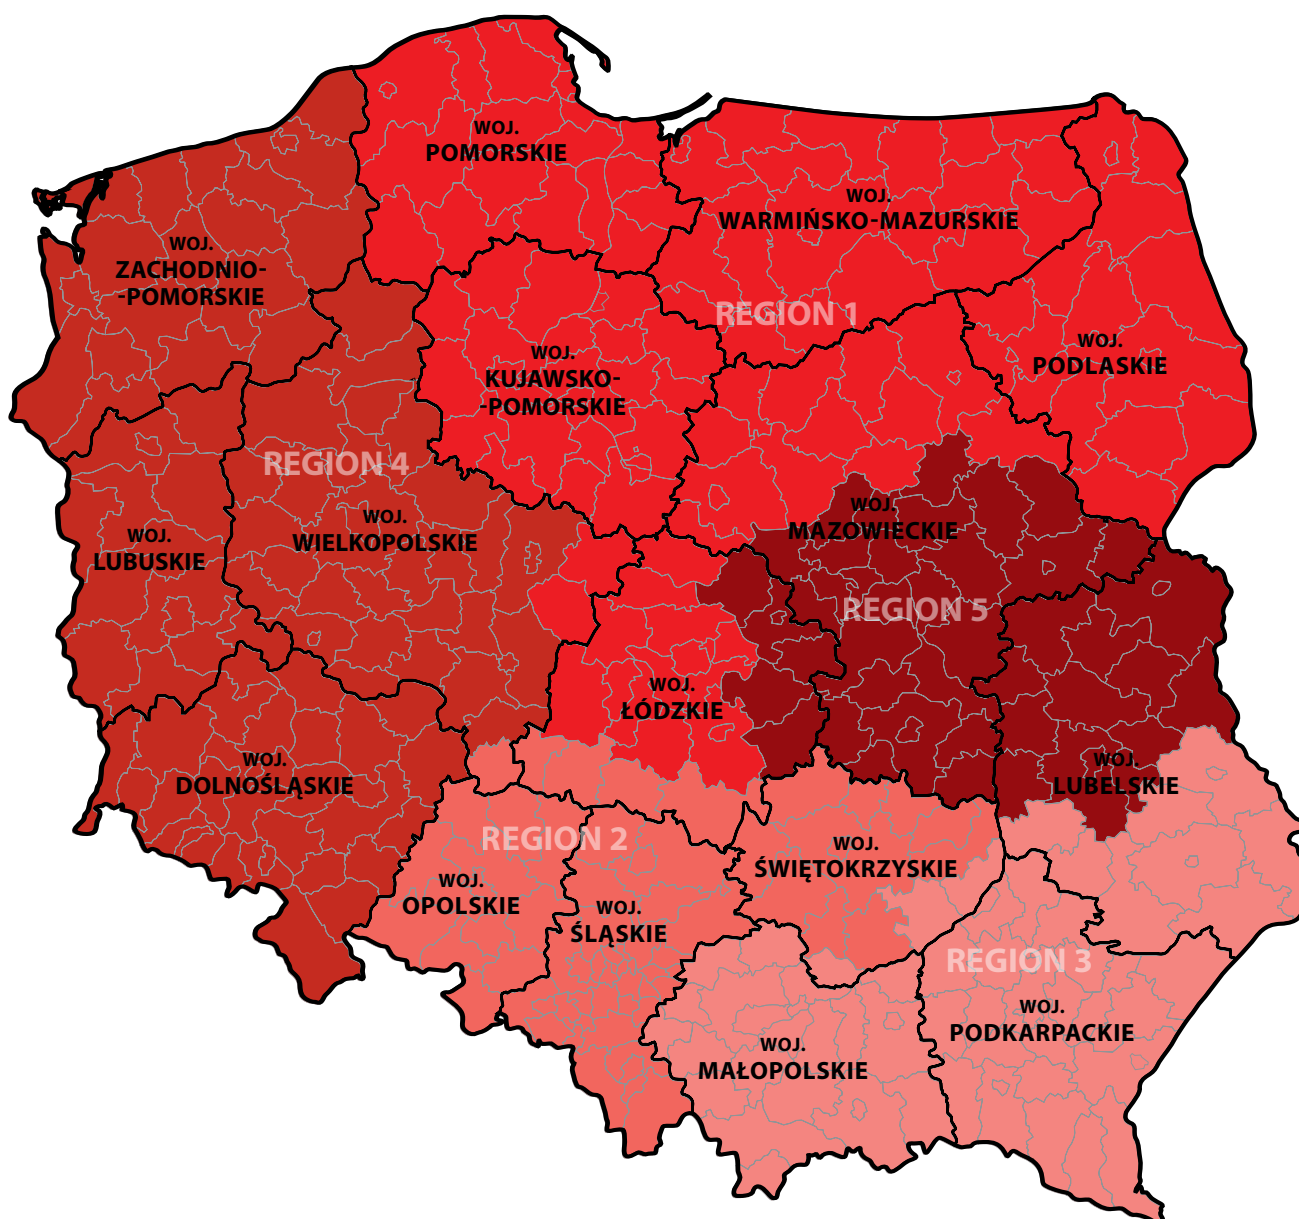 WOJ.
POMORSKIE
WOJ.
WARMIŃSKO-MAZURSKIE
WOJ.
ZACHODNIO-
-POMORSKIE
REGION 1
WOJ.
PODLASKIE
WOJ.
KUJAWSKO-
-POMORSKIE
REGION 4
WOJ.
WIELKOPOLSKIE
WOJ.
MAZOWIECKIE
WOJ.
LUBUSKIE
REGION 5
WOJ.
ŁÓDZKIE
WOJ.
DOLNOŚLĄSKIE
WOJ.
LUBELSKIE
REGION 2
WOJ.
ŚWIĘTOKRZYSKIE
WOJ.
OPOLSKIE
WOJ.
ŚLĄSKIE
REGION 3
WOJ.
PODKARPACKIE
WOJ.
MAŁOPOLSKIE